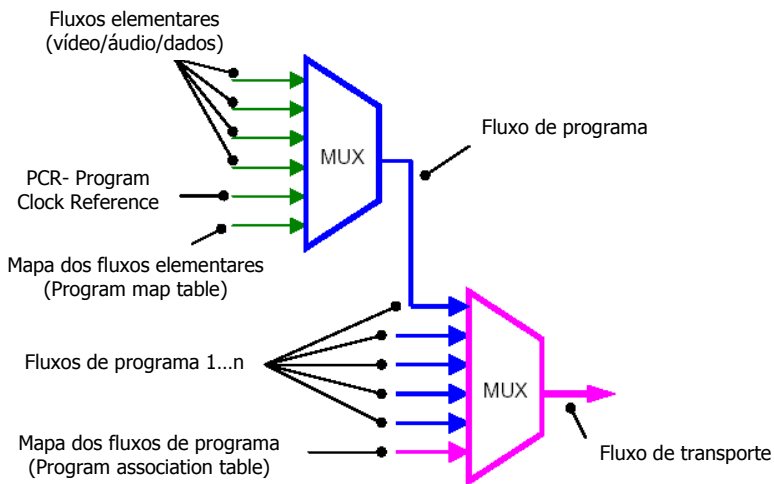 Fluxos elementares
(vídeo/áudio/dados)
MUX
Fluxo de programa
PCR- Program
Clock Reference
Mapa dos fluxos elementares
(Program map table)
Fluxos de programa 1...n
MUX
Mapa dos fluxos de programa
(Program association table)
Fluxo de transporte